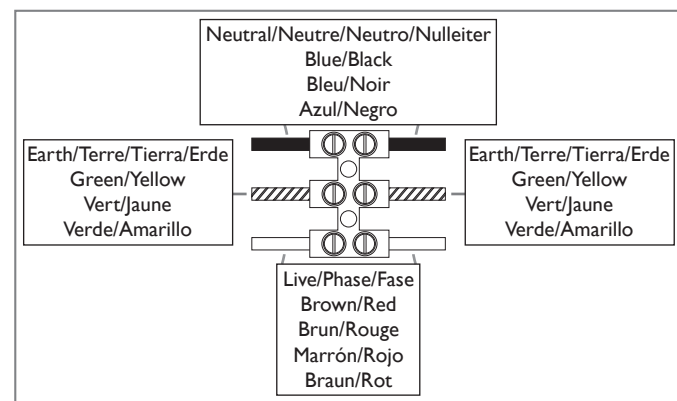 Neutral/Neutre/Neutro/Nulleiter
Blue/Black
Bleu/Noir
Azul/Negro
Earth/Terre/Tierra/Erde
Green/Yellow
Vert/Jaune
Verde/Amarillo
Earth/Terre/Tierra/Erde
Green/Yellow
Vert/Jaune
Verde/Amarillo
Live/Phase/Fase
Brown/Red
Brun/Rouge
Marrón/Rojo
Braun/Rot